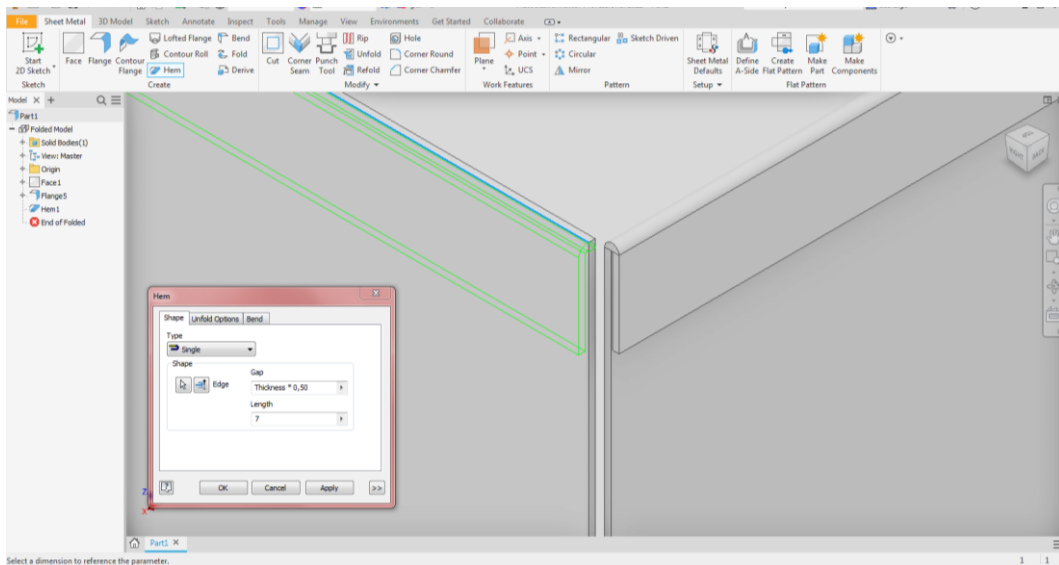 File Sheet Metal 3D Model Sketch Annotate Inspect Tools Manage View Environments Get Started Collaborate
Start 2D Sketch
Face
Flange
Contour Flange
Lofted Flange
Contour Roll
Hem
Bend
Fold
Derive
Cut
Corner Seam
Punch Tool
Rip
Unfold
Refold
Hole
Corner Round
Corner Chamfer
Plane
Axis
Point
UCS
Rectangular
Circular
Mirror
Sketch Driven
Sheet Metal Defaults
Define A-Side
Create Flat Pattern
Make Part
Make Components
Sketch Create Modify Work Features Pattern Setup Flat Pattern
Model
Part1
Folded Model
Solid Bodies(1)
View: Master
Origin
Face1
Flange5
Hem1
End of Folded
RIGHT BACK
Hem
Shape Unfold Options Bend
Type
Single
Shape
Edge
Gap
Thickness * 0,50
Length
7
OK Cancel Apply >>
Z
X
Part1
Select a dimension to reference the parameter. 1 1